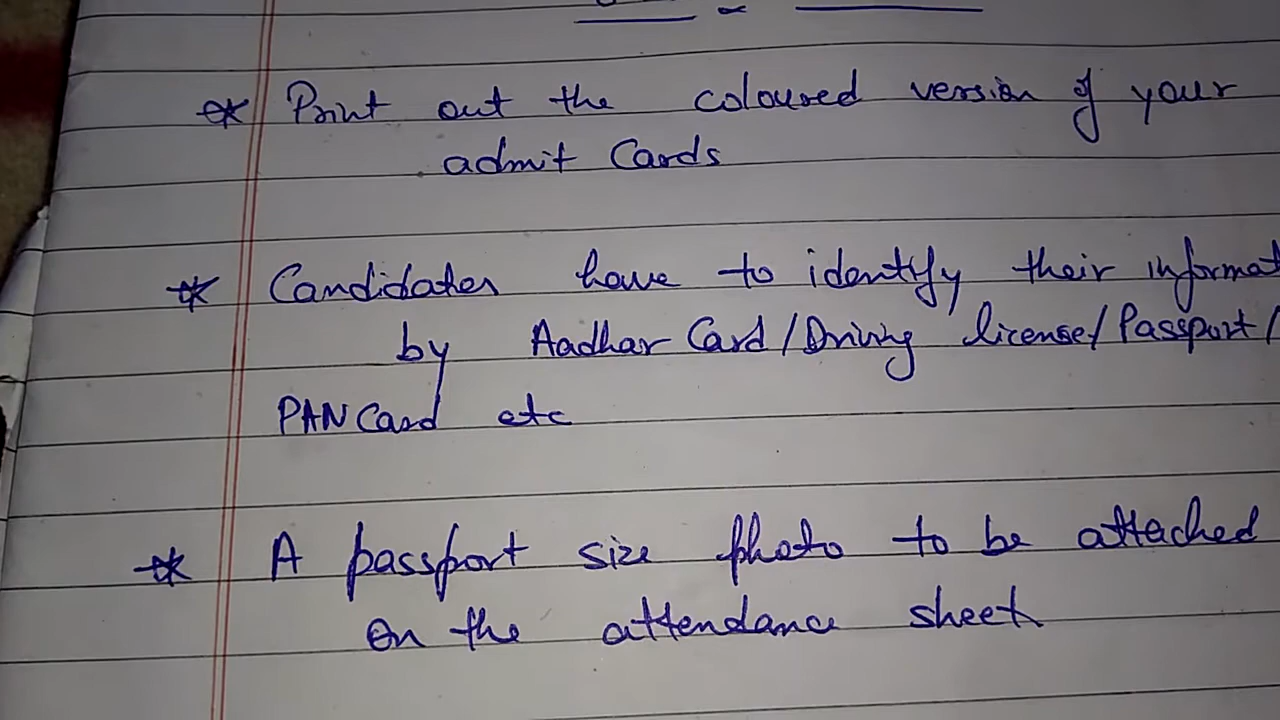 * Print out the coloured version of your
admit Cards
* Candidates have to identify their informat
by Aadhar Card/Driving license/Passport/
PAN Card etc
* A passport size photo to be attached
on the attendance sheet